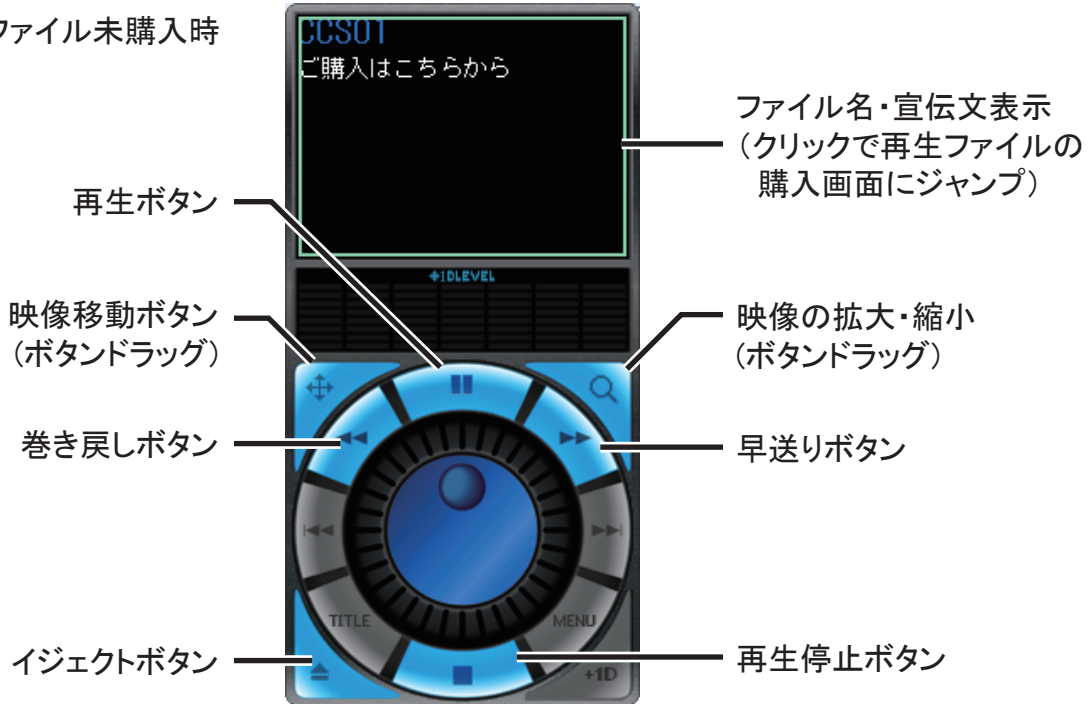 ファイル未購入時
CCS01
ご購入はこちらから
ファイル名・宣伝文表示
（クリックで再生ファイルの
購入画面にジャンプ）
再生ボタン
+1DLEVEL
映像移動ボタン
（ボタンドラッグ）
映像の拡大・縮小
（ボタンドラッグ）
巻き戻しボタン
早送りボタン
TITLE
MENU
イジェクトボタン
再生停止ボタン
+1D